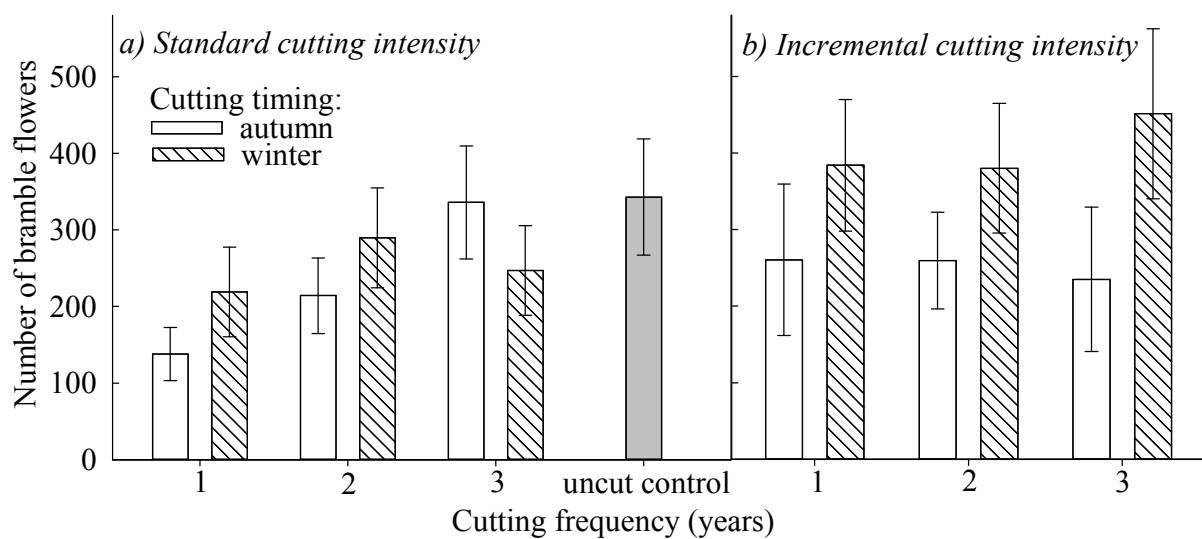 a) Standard cutting intensity
b) Incremental cutting intensity
Cutting timing:
autumn
winter
Number of bramble flowers
500
400
300
200
100
0
1
2
3
uncut control
1
2
3
Cutting frequency (years)